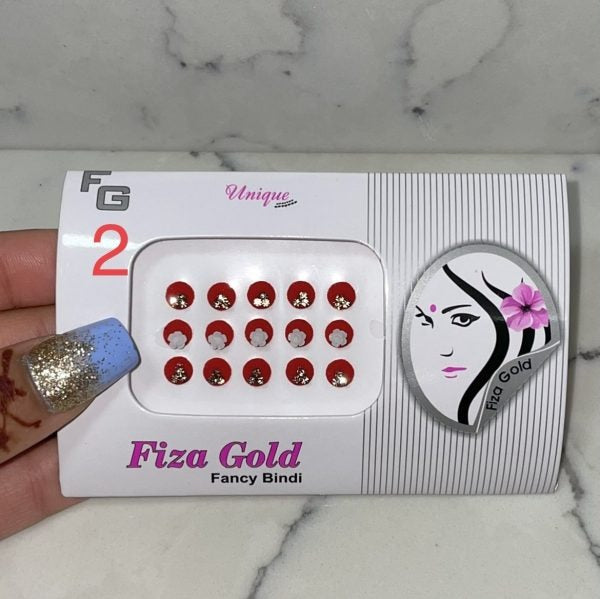 FG
Unique
2
Fiza Gold
Fancy Bindi
Fiza Gold